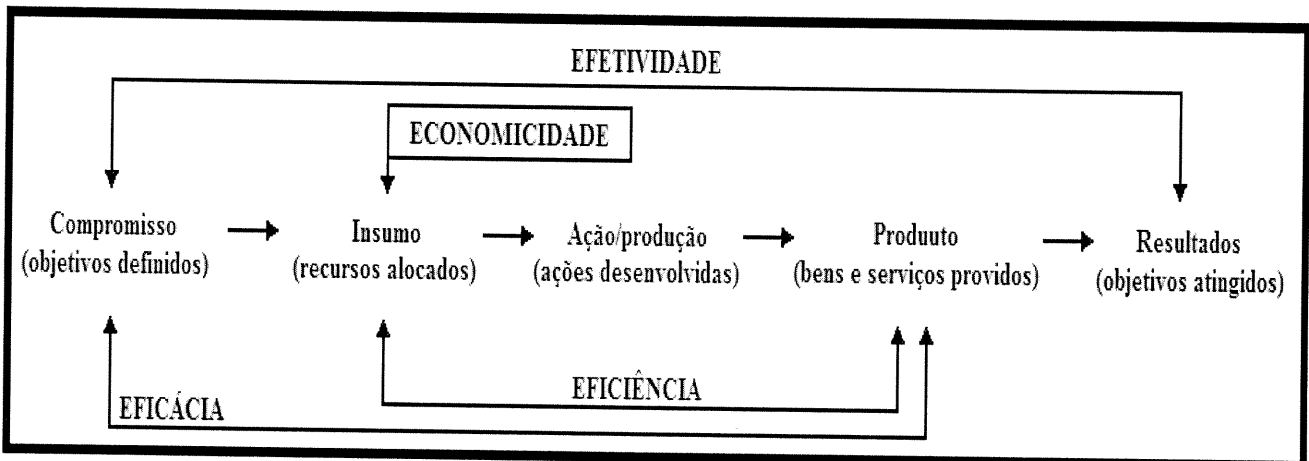 EFETIVIDADE
ECONOMICIDADE
Compromisso
(objetivos definidos)
Insumo
(recursos alocados)
Ação/produção
(ações desenvolvidas)
Produuto
(bens e serviços providos)
Resultados
(objetivos atingidos)
EFICIÊNCIA
EFICÁCIA